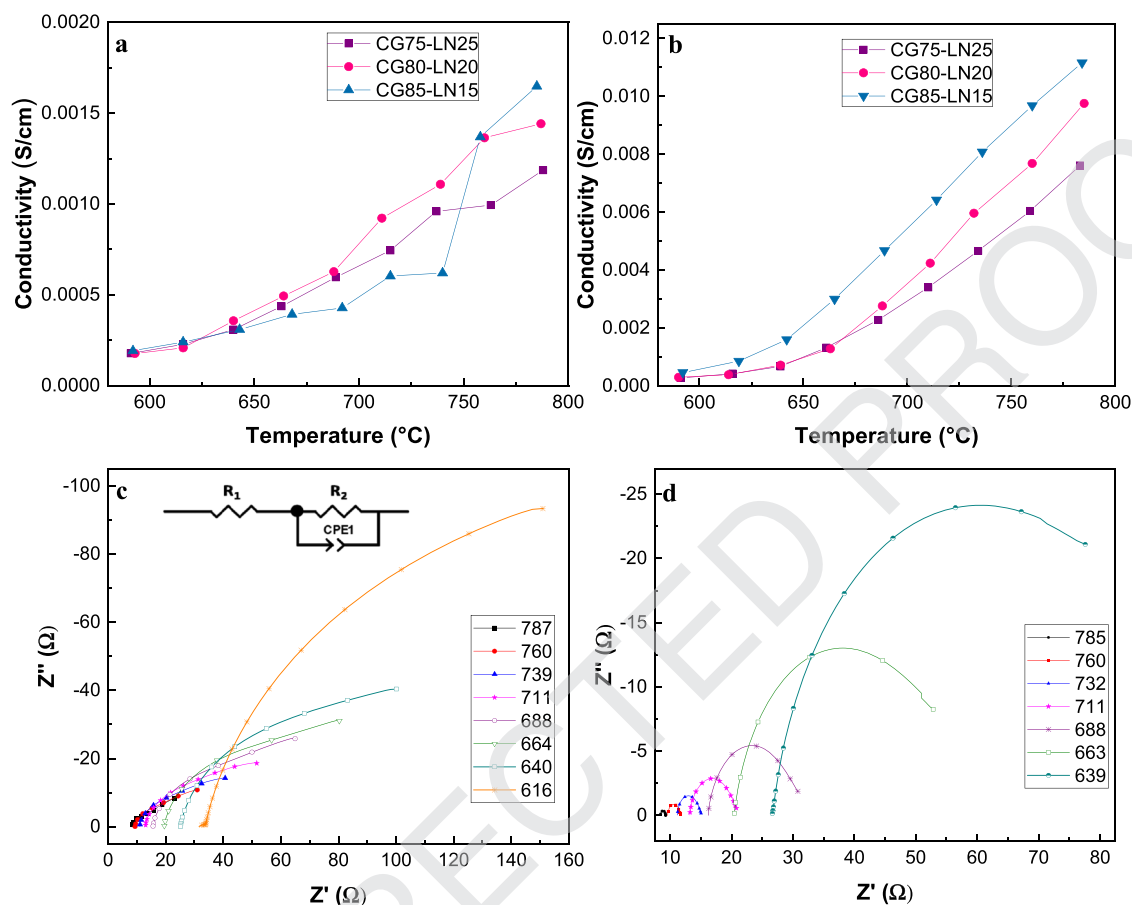 a
CG75-LN25
CG80-LN20
CG85-LN15
Conductivity (S/cm)
0.0020
0.0015
0.0010
0.0005
0.0000
600 650 700 750 800
Temperature (°C)
b
CG75-LN25
CG80-LN20
CG85-LN15
Conductivity (S/cm)
0.012
0.010
0.008
0.006
0.004
0.002
0.000
600 650 700 750 800
Temperature (°C)
c
R1 R2
CPE1
Z'' (Ω)
-100
-80
-60
-40
-20
0
787
760
739
711
688
664
640
616
0 20 40 60 80 100 120 140 160
Z' (Ω)
d
Z'' (Ω)
-25
-20
-15
-10
-5
0
785
760
732
711
688
663
639
10 20 30 40 50 60 70 80
Z' (Ω)
ECTED PROO